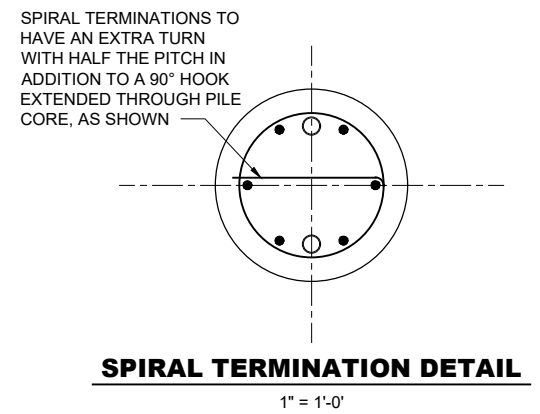 SPIRAL TERMINATIONS TO
HAVE AN EXTRA TURN
WITH HALF THE PITCH IN
ADDITION TO A 90° HOOK
EXTENDED THROUGH PILE
CORE, AS SHOWN
SPIRAL TERMINATION DETAIL
1" = 1'-0'